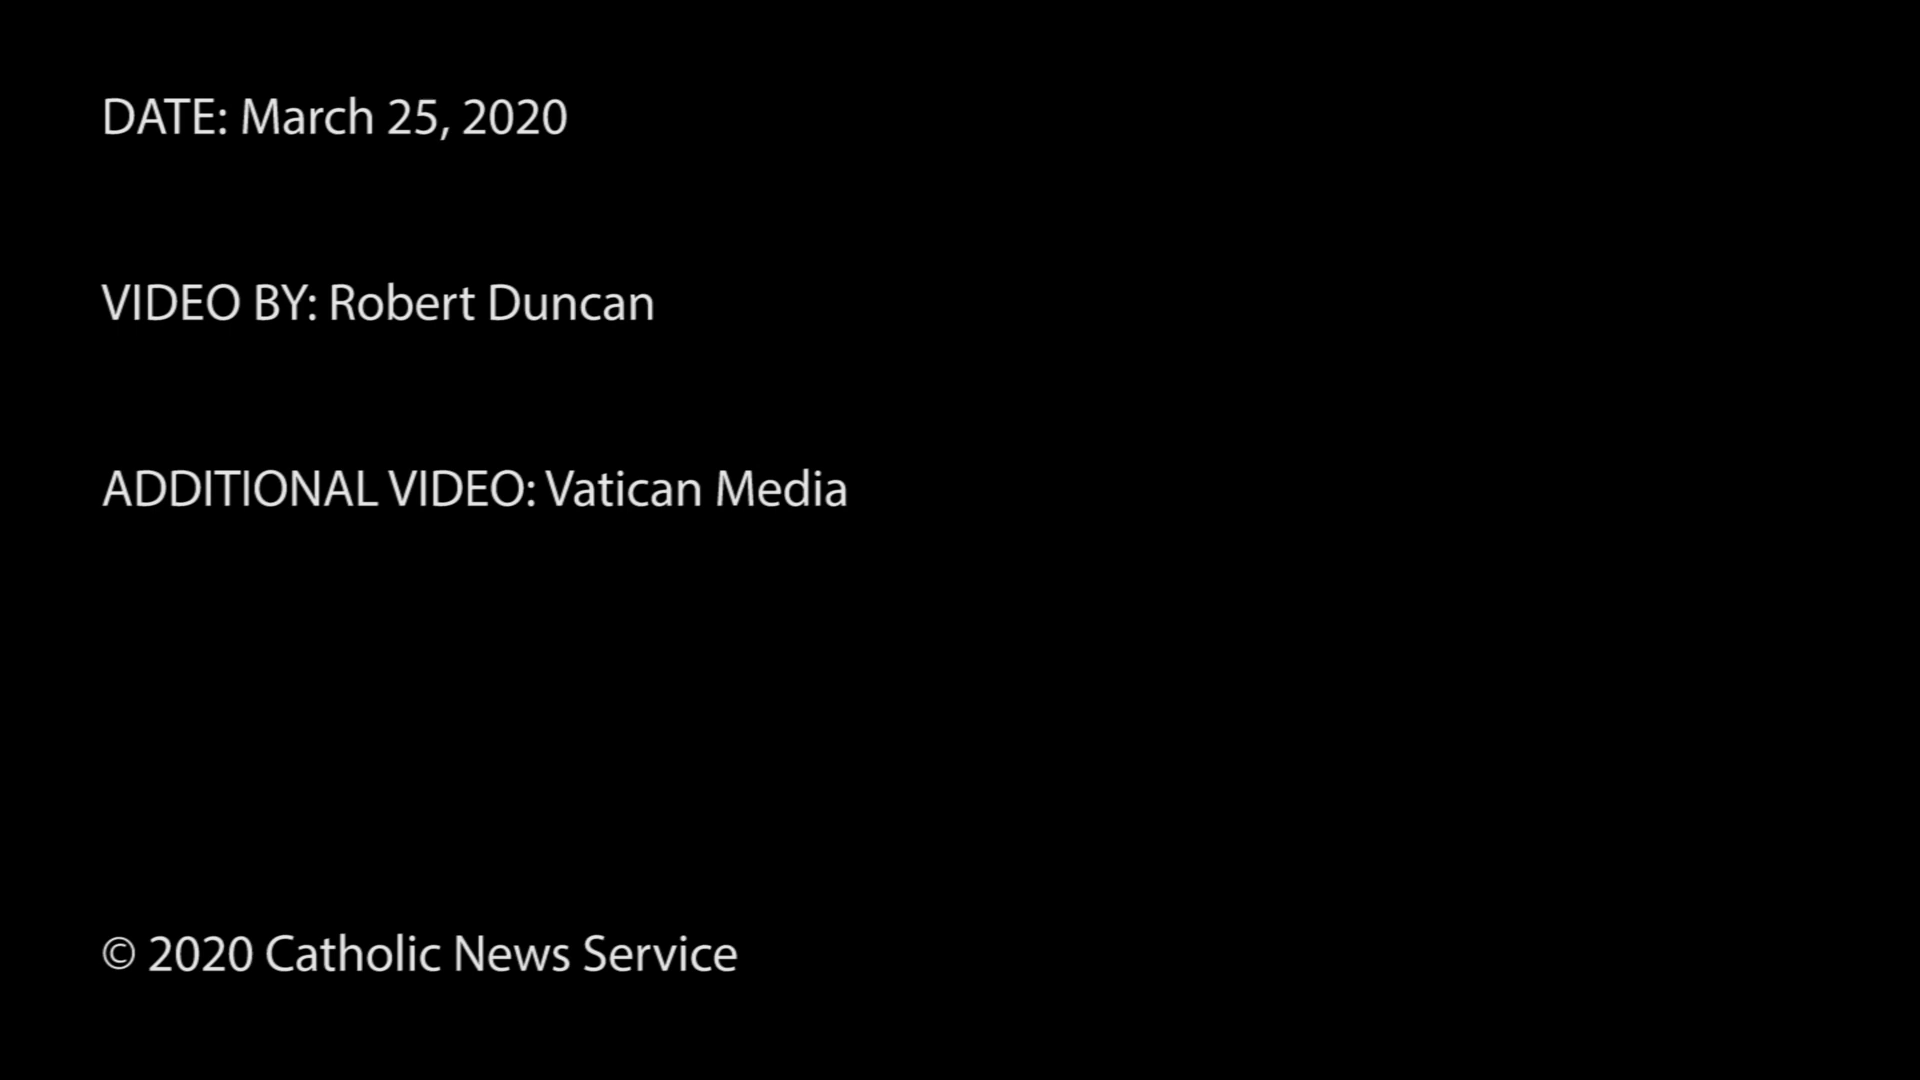 DATE: March 25, 2020
VIDEO BY: Robert Duncan
ADDITIONAL VIDEO: Vatican Media
© 2020 Catholic News Service